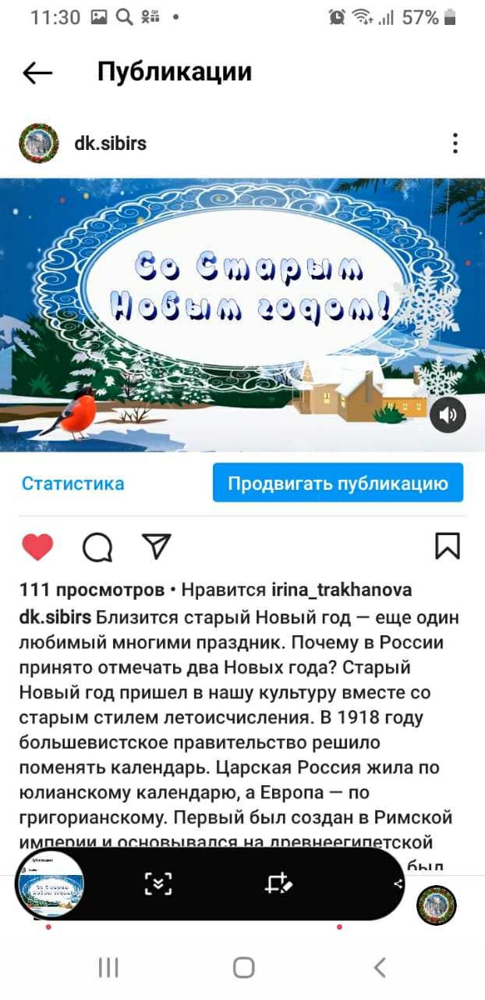 11:30
57%
Публикации
dk.sibirs
Со Старым
Новым годом!
Статистика
Продвигать публикацию
111 просмотров • Нравится irina_trakhanova
dk.sibirs Близится старый Новый год — еще один
любимый многими праздник. Почему в России
принято отмечать два Новых года? Старый
Новый год пришел в нашу культуру вместе со
старым стилем летоисчисления. В 1918 году
большевистское правительство решило
поменять календарь. Царская Россия жила по
юлианскому календарю, а Европа — по
григорианскому. Первый был создан в Римской
империи и основывался на древнеегипетской
был